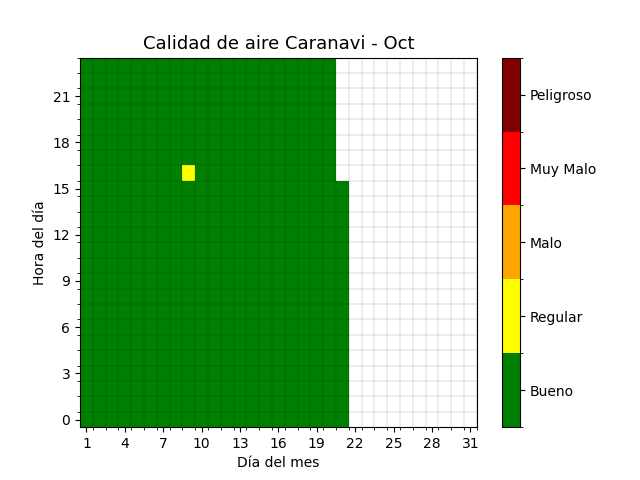 Calidad de aire Caranavi - Oct
Peligroso
Muy Malo
Malo
Regular
Bueno
Hora del día
21
18
15
12
9
6
3
0
1 4 7 10 13 16 19 22 25 28 31
Día del mes